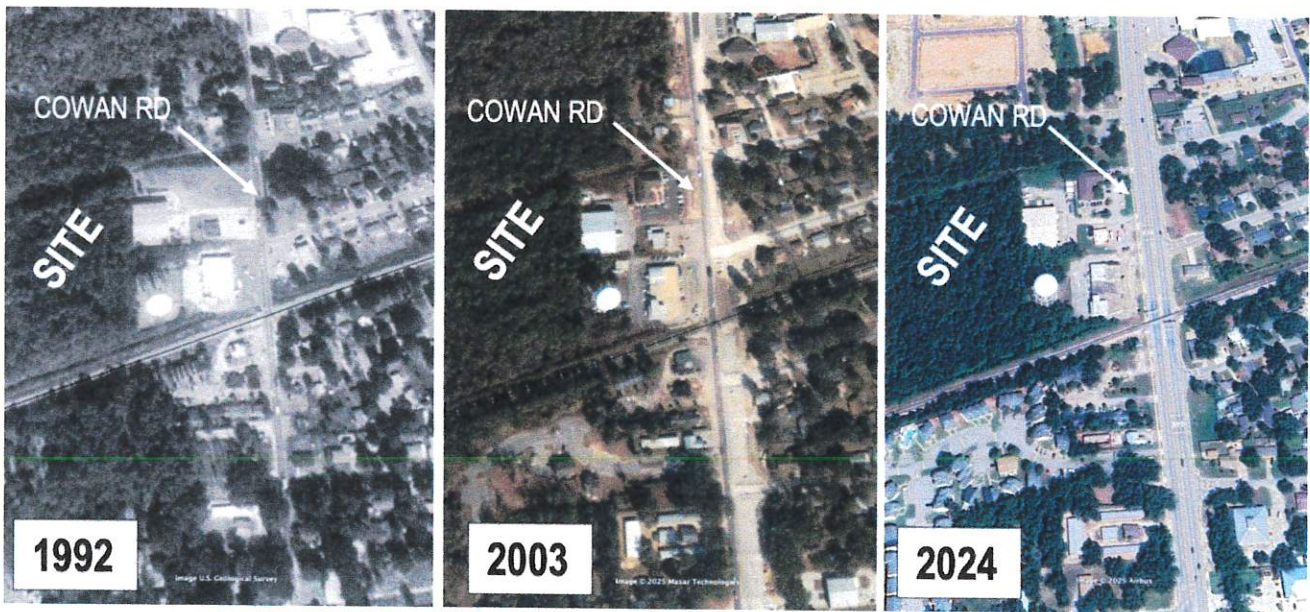 COWAN RD
SITE
1992
Image U.S. Geological Survey
COWAN RD
SITE
2003
Image © 2025 Maxar Technologies
COWAN RD
SITE
2024
Image © 2025 Airbus